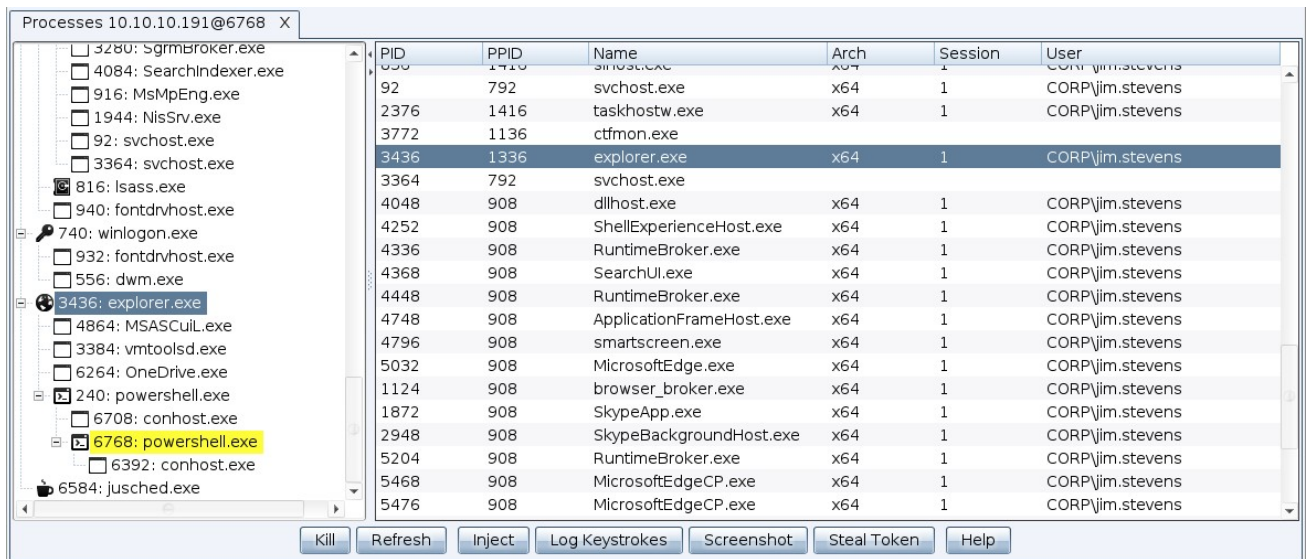 Processes 10.10.10.191@6768 X
3280: SgrmBroker.exe
4084: SearchIndexer.exe
916: MsMpEng.exe
1944: NisSrv.exe
92: svchost.exe
3364: svchost.exe
816: lsass.exe
940: fontdrvhost.exe
740: winlogon.exe
932: fontdrvhost.exe
556: dwm.exe
3436: explorer.exe
4864: MSASCuiL.exe
3384: vmtoolsd.exe
6264: OneDrive.exe
240: powershell.exe
6708: conhost.exe
6768: powershell.exe
6392: conhost.exe
6584: jusched.exe
PID PPID Name Arch Session User
1416 sihost.exe x64 1 CORP\jim.stevens
92 792 svchost.exe x64 1 CORP\jim.stevens
2376 1416 taskhostw.exe x64 1 CORP\jim.stevens
3772 1136 ctfmon.exe
3436 1336 explorer.exe x64 1 CORP\jim.stevens
3364 792 svchost.exe
4048 908 dllhost.exe x64 1 CORP\jim.stevens
4252 908 ShellExperienceHost.exe x64 1 CORP\jim.stevens
4336 908 RuntimeBroker.exe x64 1 CORP\jim.stevens
4368 908 SearchUI.exe x64 1 CORP\jim.stevens
4448 908 RuntimeBroker.exe x64 1 CORP\jim.stevens
4748 908 ApplicationFrameHost.exe x64 1 CORP\jim.stevens
4796 908 smartscreen.exe x64 1 CORP\jim.stevens
5032 908 MicrosoftEdge.exe x64 1 CORP\jim.stevens
1124 908 browser_broker.exe x64 1 CORP\jim.stevens
1872 908 SkypeApp.exe x64 1 CORP\jim.stevens
2948 908 SkypeBackgroundHost.exe x64 1 CORP\jim.stevens
5204 908 RuntimeBroker.exe x64 1 CORP\jim.stevens
5468 908 MicrosoftEdgeCP.exe x64 1 CORP\jim.stevens
5476 908 MicrosoftEdgeCP.exe x64 1 CORP\jim.stevens
Kill Refresh Inject Log Keystrokes Screenshot Steal Token Help